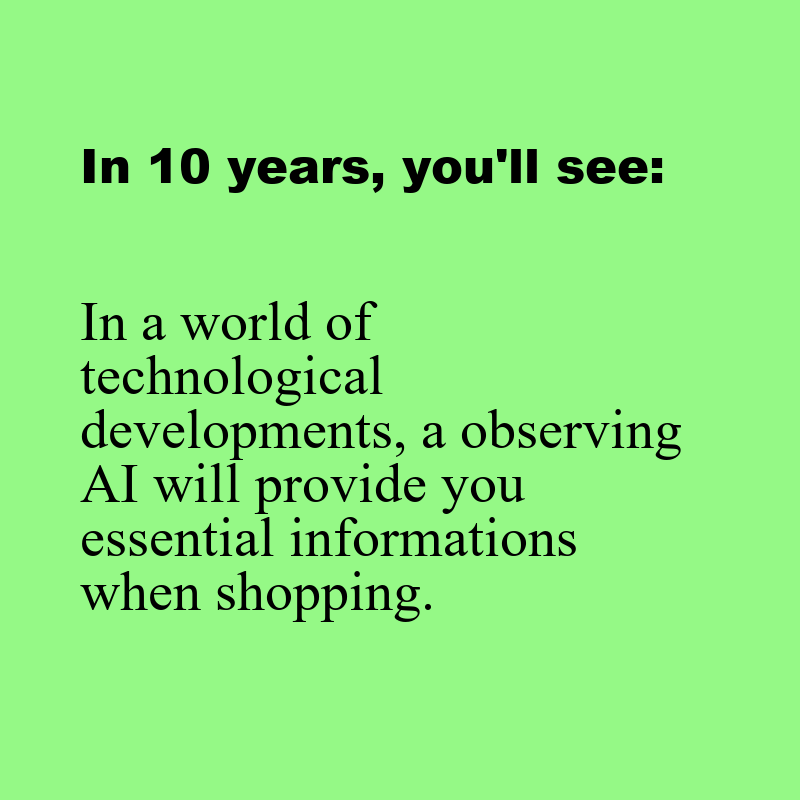 In 10 years, you'll see:
In a world of
technological
developments, a observing
AI will provide you
essential informations
when shopping.